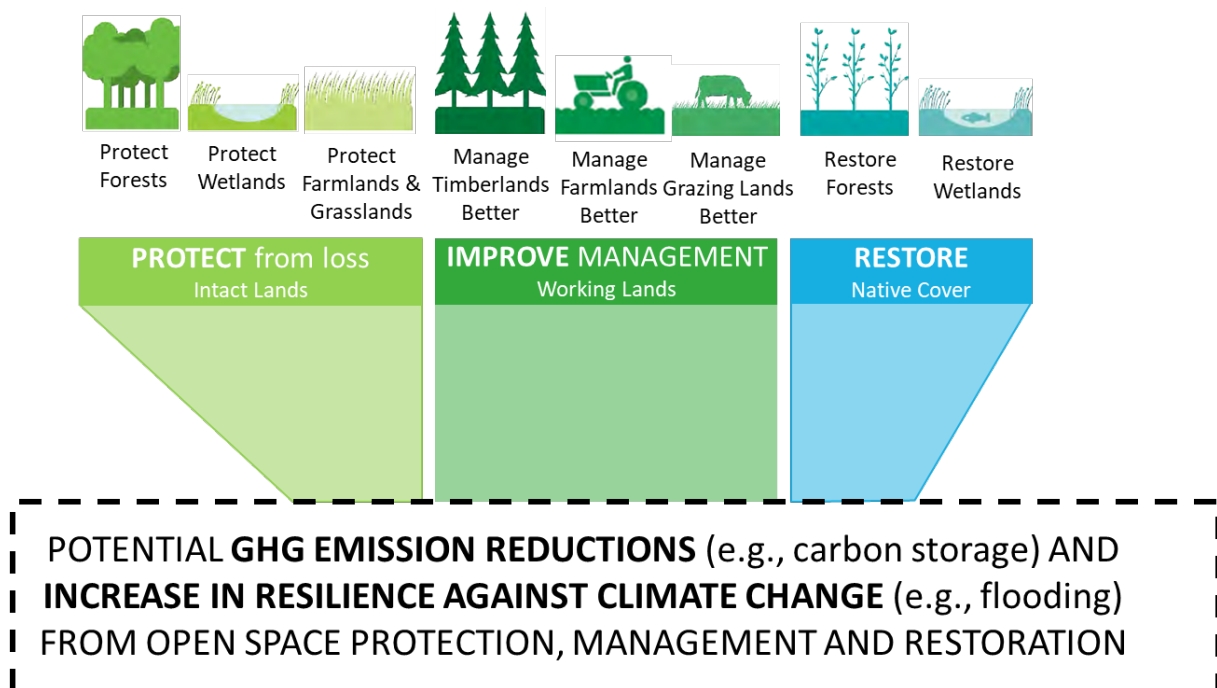 Protect
Forests
Protect
Wetlands
Protect
Farmlands &
Grasslands
Manage
Timberlands
Better
Manage
Farmlands
Better
Manage
Grazing Lands
Better
Restore
Forests
Restore
Wetlands
PROTECT from loss
Intact Lands
IMPROVE MANAGEMENT
Working Lands
RESTORE
Native Cover
POTENTIAL GHG EMISSION REDUCTIONS (e.g., carbon storage) AND
INCREASE IN RESILIENCE AGAINST CLIMATE CHANGE (e.g., flooding)
FROM OPEN SPACE PROTECTION, MANAGEMENT AND RESTORATION